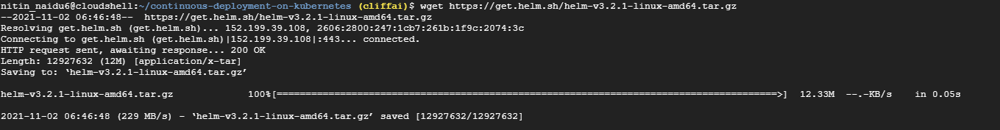 nitin_naidu6@cloudshell:~/continuous-deployment-on-kubernetes (cliffai)$ wget https://get.helm.sh/helm-v3.2.1-linux-amd64.tar.gz
--2021-11-02 06:46:48--  https://get.helm.sh/helm-v3.2.1-linux-amd64.tar.gz
Resolving get.helm.sh (get.helm.sh)... 152.199.39.108, 2606:2800:247:1cb7:261b:1f9c:2074:3c
Connecting to get.helm.sh (get.helm.sh)|152.199.39.108|:443... connected.
HTTP request sent, awaiting response... 200 OK
Length: 12927632 (12M) [application/x-tar]
Saving to: ‘helm-v3.2.1-linux-amd64.tar.gz’
helm-v3.2.1-linux-amd64.tar.gz 100%[=======================================================================================>] 12.33M --.-KB/s in 0.05s
2021-11-02 06:46:48 (229 MB/s) - ‘helm-v3.2.1-linux-amd64.tar.gz’ saved [12927632/12927632]